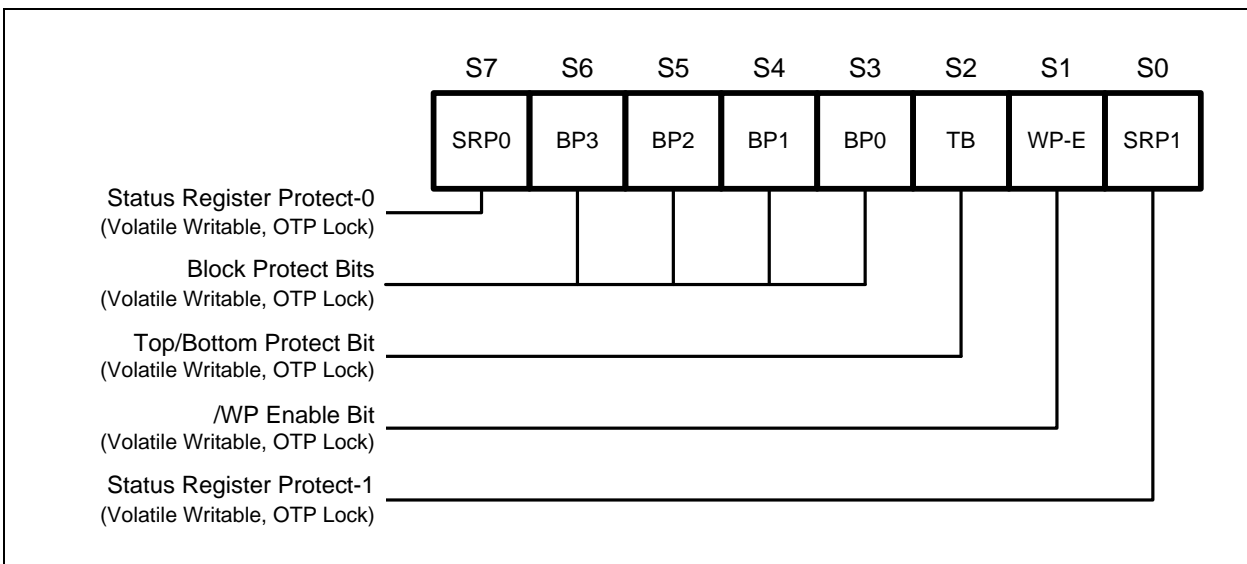 S7 S6 S5 S4 S3 S2 S1 S0
SRP0 BP3 BP2 BP1 BP0 TB WP-E SRP1
Status Register Protect-0
(Volatile Writable, OTP Lock)
Block Protect Bits
(Volatile Writable, OTP Lock)
Top/Bottom Protect Bit
(Volatile Writable, OTP Lock)
/WP Enable Bit
(Volatile Writable, OTP Lock)
Status Register Protect-1
(Volatile Writable, OTP Lock)